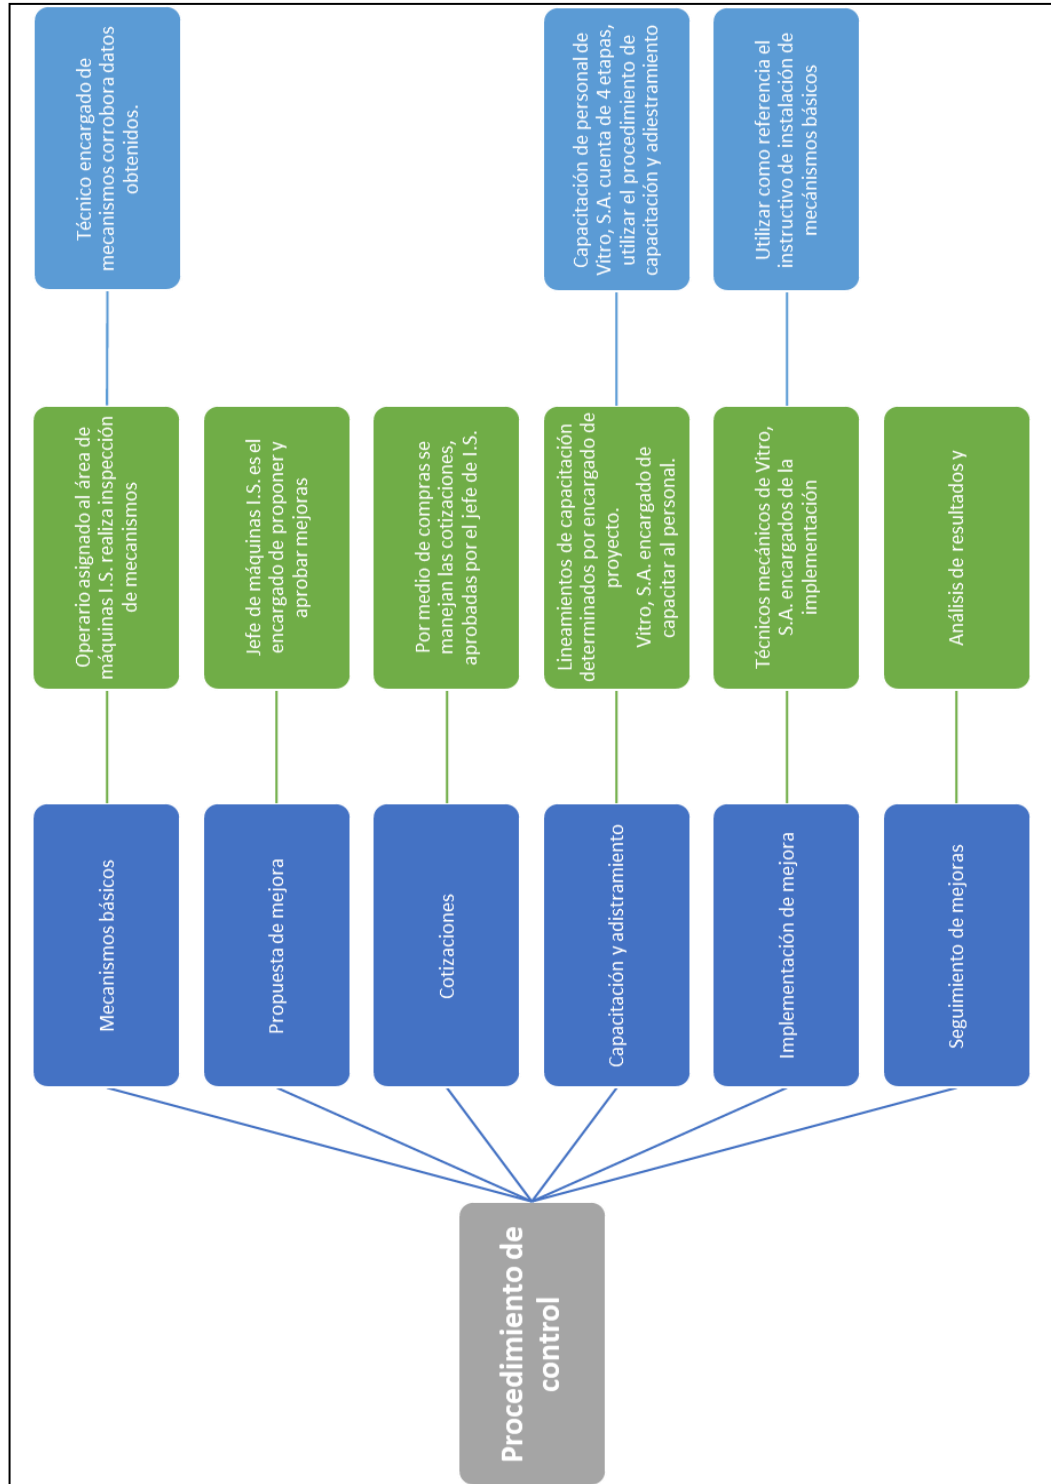 Procedimiento de
control
Mecanismos básicos
Operario asignado al área de
máquinas I.S. realiza inspección
de mecanismos
Técnico encargado de
mecanismos corrobora datos
obtenidos.
Propuesta de mejora
Jefe de máquinas I.S. es el
encargado de proponer y
aprobar mejoras
Cotizaciones
Por medio de compras se
manejan las cotizaciones,
aprobadas por el jefe de I.S.
Capacitación y adistramiento
Lineamientos de capacitación
determinados por encargado de
proyecto.
Vitro, S.A. encargado de
capacitar al personal.
Capacitación de personal de
Vitro, S.A. cuenta de 4 etapas,
utilizar el procedimiento de
capacitación y adiestramiento
Implementación de mejora
Técnicos mecánicos de Vitro,
S.A. encargados de la
implementación
Utilizar como referencia el
instructivo de instalación de
mecánismos básicos
Seguimiento de mejoras
Análisis de resultados y